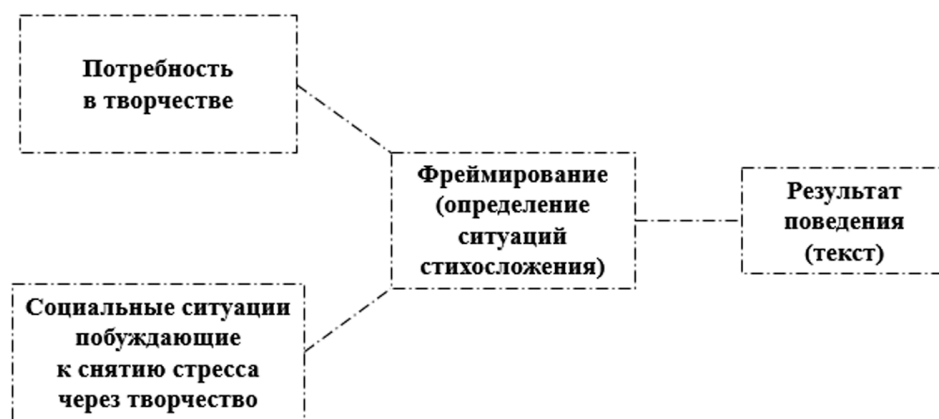 Потребность
в творчестве
Социальные ситуации
побуждающие
к снятию стресса
через творчество
Фреймирование
(определение
ситуаций
стихосложения)
Результат
поведения
(текст)